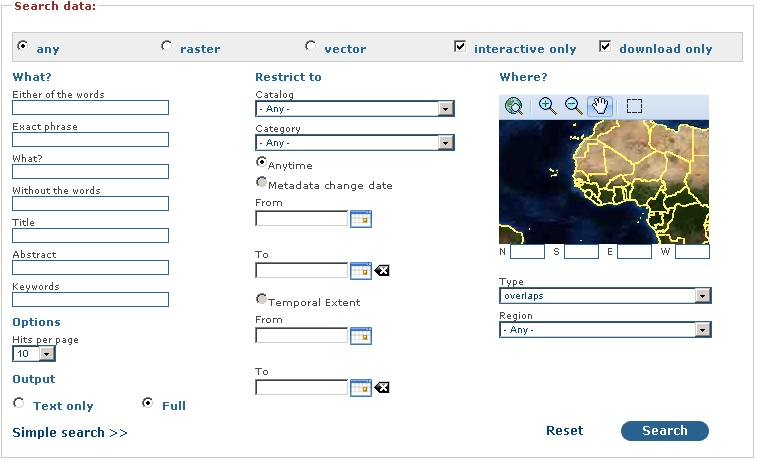 Search data:
any
raster
vector
interactive only
download only
What?
Either of the words
Exact phrase
What?
Without the words
Title
Abstract
Keywords
Options
Hits per page
10
Output
Text only
Full
Simple search >>
Restrict to
Catalog
- Any -
Category
- Any -
Anytime
Metadata change date
From
To
Temporal Extent
From
To
Where?
N
S
E
W
Type
overlaps
Region
- Any -
Reset
Search